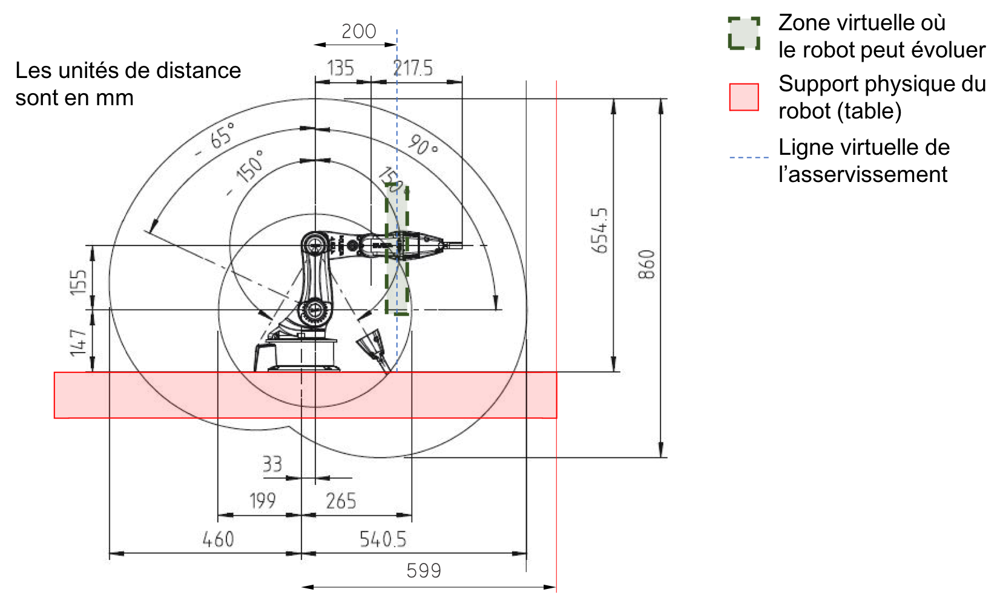 Les unités de distance
sont en mm
200
135
217.5
- 65°
90°
- 150°
150°
155
147
654.5
860
33
199
265
460
540.5
599
Zone virtuelle où
le robot peut évoluer
Support physique du
robot (table)
Ligne virtuelle de
l’asservissement